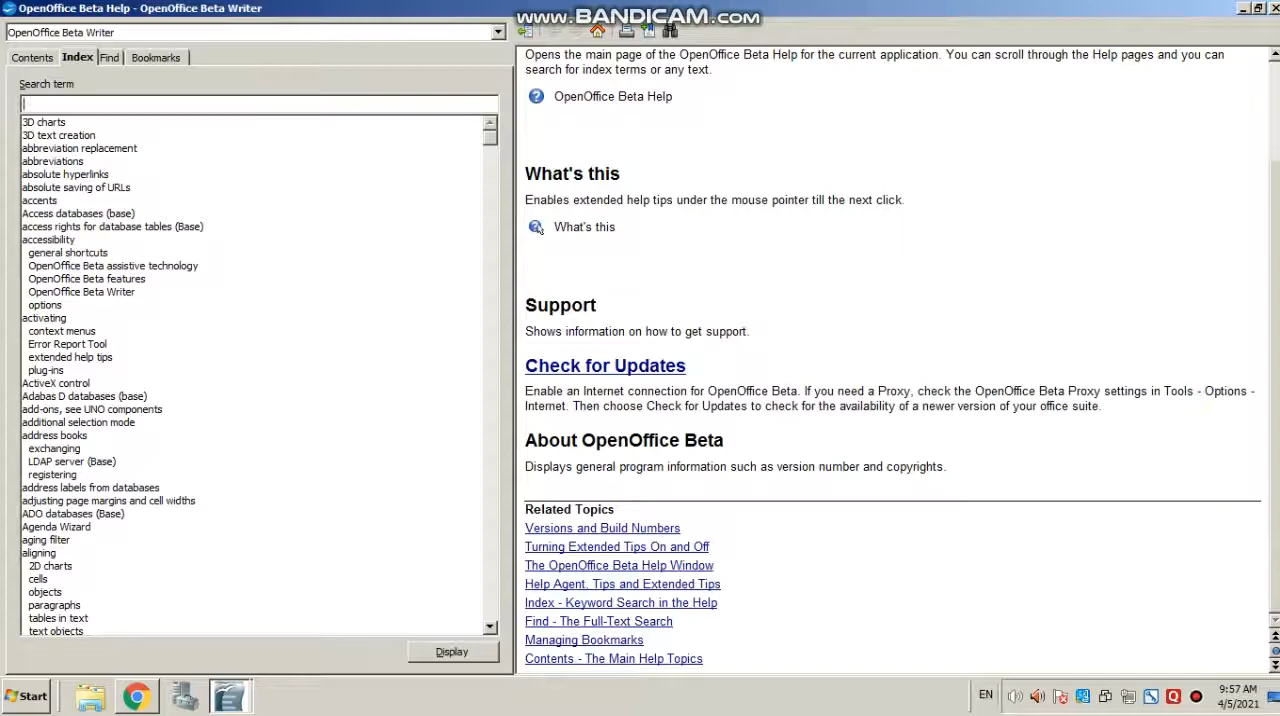 OpenOffice Beta Help - OpenOffice Beta Writer
www.BANDICAM.com
OpenOffice Beta Writer
Contents Index Find Bookmarks
Search term
3D charts
3D text creation
abbreviation replacement
abbreviations
absolute hyperlinks
absolute saving of URLs
accents
Access databases (base)
access rights for database tables (Base)
accessibility
general shortcuts
OpenOffice Beta assistive technology
OpenOffice Beta features
OpenOffice Beta Writer
options
activating
context menus
Error Report Tool
extended help tips
plug-ins
ActiveX control
Adabas D databases (base)
add-ons, see UNO components
additional selection mode
address books
exchanging
LDAP server (Base)
registering
address labels from databases
adjusting page margins and cell widths
ADO databases (Base)
Agenda Wizard
aging filter
aligning
2D charts
cells
objects
paragraphs
tables in text
text objects
Display
Opens the main page of the OpenOffice Beta Help for the current application. You can scroll through the Help pages and you can
search for index terms or any text.
OpenOffice Beta Help
What's this
Enables extended help tips under the mouse pointer till the next click.
What's this
Support
Shows information on how to get support.
Check for Updates
Enable an Internet connection for OpenOffice Beta. If you need a Proxy, check the OpenOffice Beta Proxy settings in Tools - Options -
Internet. Then choose Check for Updates to check for the availability of a newer version of your office suite.
About OpenOffice Beta
Displays general program information such as version number and copyrights.
Related Topics
Versions and Build Numbers
Turning Extended Tips On and Off
The OpenOffice Beta Help Window
Help Agent, Tips and Extended Tips
Index - Keyword Search in the Help
Find - The Full-Text Search
Managing Bookmarks
Contents - The Main Help Topics
Start
EN
9:57 AM
4/5/2021